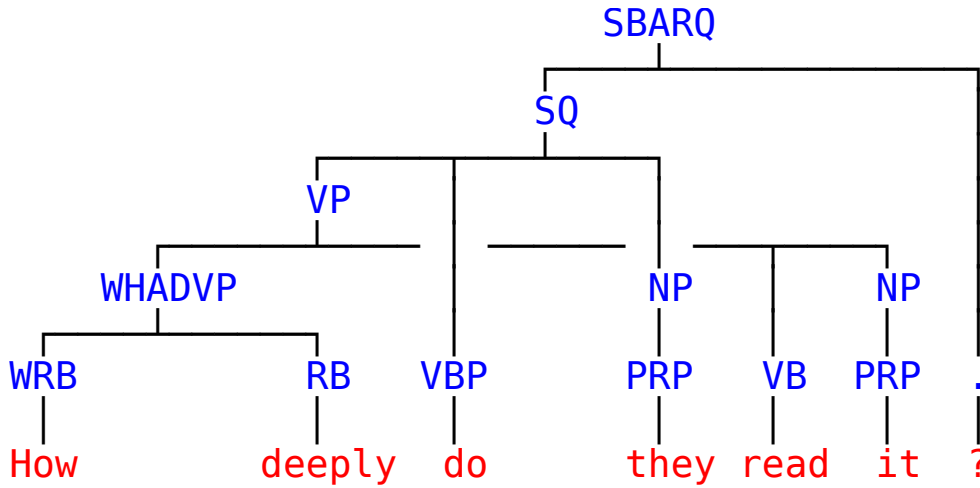 SBARQ
SQ
VP
WHADVP NP NP
WRB RB VBP PRP VB PRP .
How deeply do they read it ?